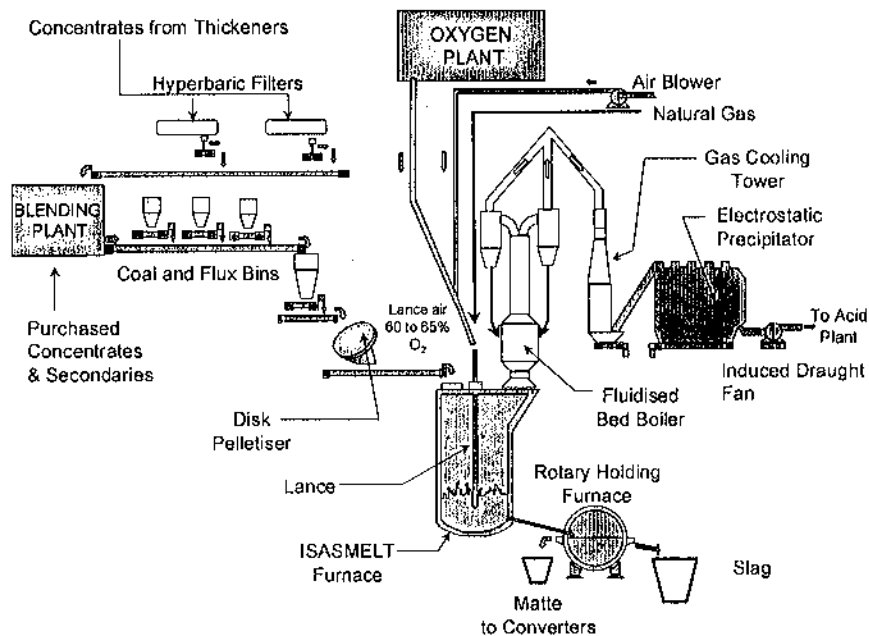 Concentrates from Thickeners
Hyperbaric Filters
OXYGEN
PLANT
Air Blower
Natural Gas
Gas Cooling
Tower
Electrostatic
Precipitator
BLENDING
PLANT
Coal and Flux Bins
Purchased
Concentrates
& Secondaries
Lance air
60 to 65%
O₂
To Acid
Plant
Induced Draught
Fan
Fluidised
Bed Boiler
Disk
Pelletiser
Lance
Rotary Holding
Furnace
ISASMELT
Furnace
Slag
Matte
to Converters